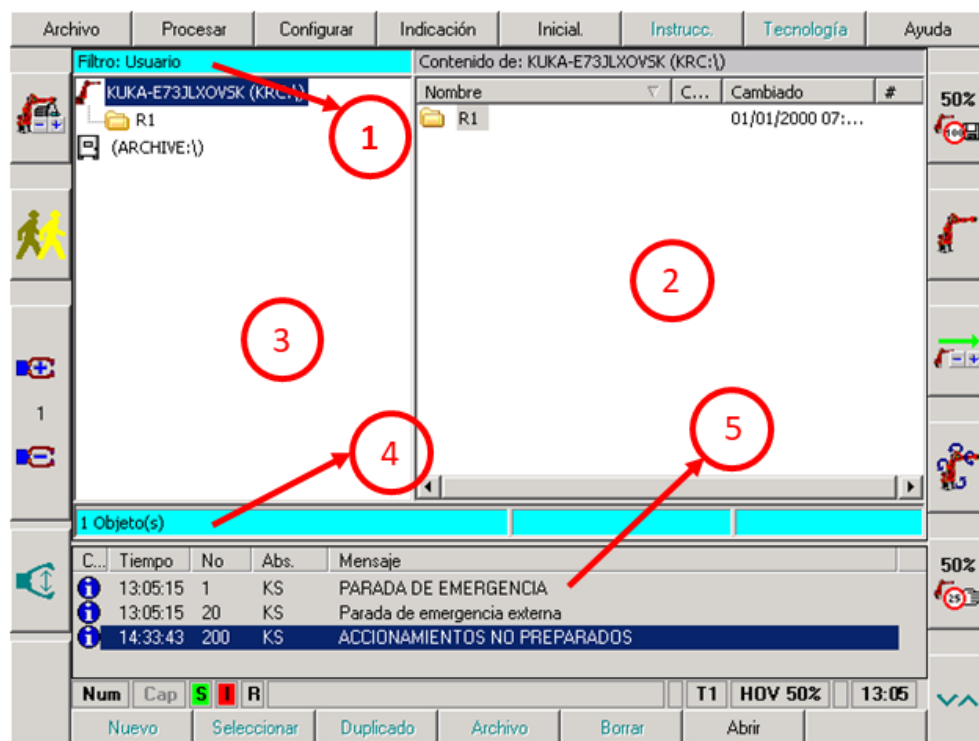 Archivo Procesar Configurar Indicación Inicial. Instrucc. Tecnología Ayuda
Filtro: Usuario Contenido de: KUKA-E73JLXOVSK (KRC:\)
KUKA-E73JLXOVSK (KRC:\) Nombre C... Cambiado #
R1 R1 01/01/2000 07:...
(ARCHIVE:\)
50%
100
1
2
3
1
4
5
1 Objeto(s)
C... Tiempo No Abs. Mensaje
13:05:15 1 KS PARADA DE EMERGENCIA
13:05:15 20 KS Parada de emergencia externa
14:33:43 200 KS ACCIONAMIENTOS NO PREPARADOS
50%
25
Num Cap S I R T1 HOV 50% 13:05
Nuevo Seleccionar Duplicado Archivo Borrar Abrir